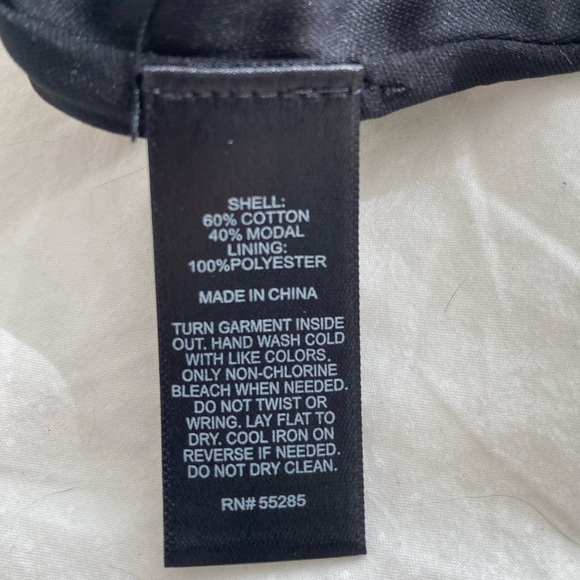 SHELL:
60% COTTON
40% MODAL
LINING:
100%POLYESTER
MADE IN CHINA
TURN GARMENT INSIDE
OUT. HAND WASH COLD
WITH LIKE COLORS.
ONLY NON-CHLORINE
BLEACH WHEN NEEDED.
DO NOT TWIST OR
WRING. LAY FLAT TO
DRY. COOL IRON ON
REVERSE IF NEEDED.
DO NOT DRY CLEAN.
RN# 55285